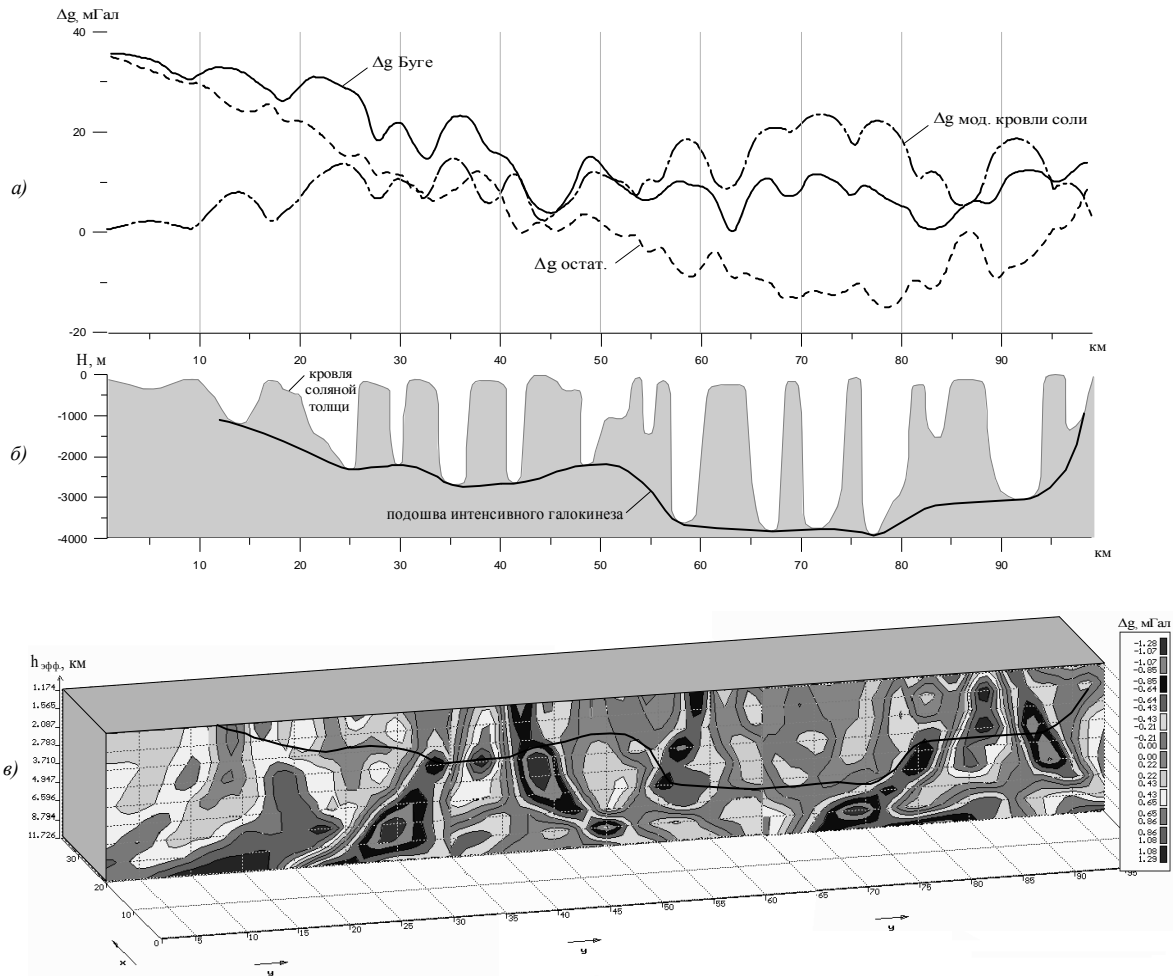 Δg, мГал
40
20
0
-20
Δg Буге
Δg мод. кровли соли
Δg остат.
а)
10 20 30 40 50 60 70 80 90
км
H, м
0
-1000
-2000
-3000
-4000
кровля
соляной
толщи
б)
подошва интенсивного галокинеза
10 20 30 40 50 60 70 80 90
км
h эфф., км
1.174
1.565
2.087
2.783
3.710
4.947
6.596
8.794
11.726
в)
30
20
10
0
x
5 10 15 20 25 30 35 40 45 50 55 60 65 70 75 80 85 90 95
y
y
y
Δg, мГал
-1.28
-1.07
-1.07
-0.85
-0.85
-0.64
-0.64
-0.43
-0.43
-0.21
-0.21
0.00
0.00
0.22
0.22
0.43
0.43
0.65
0.65
0.86
0.86
1.08
1.08
1.29